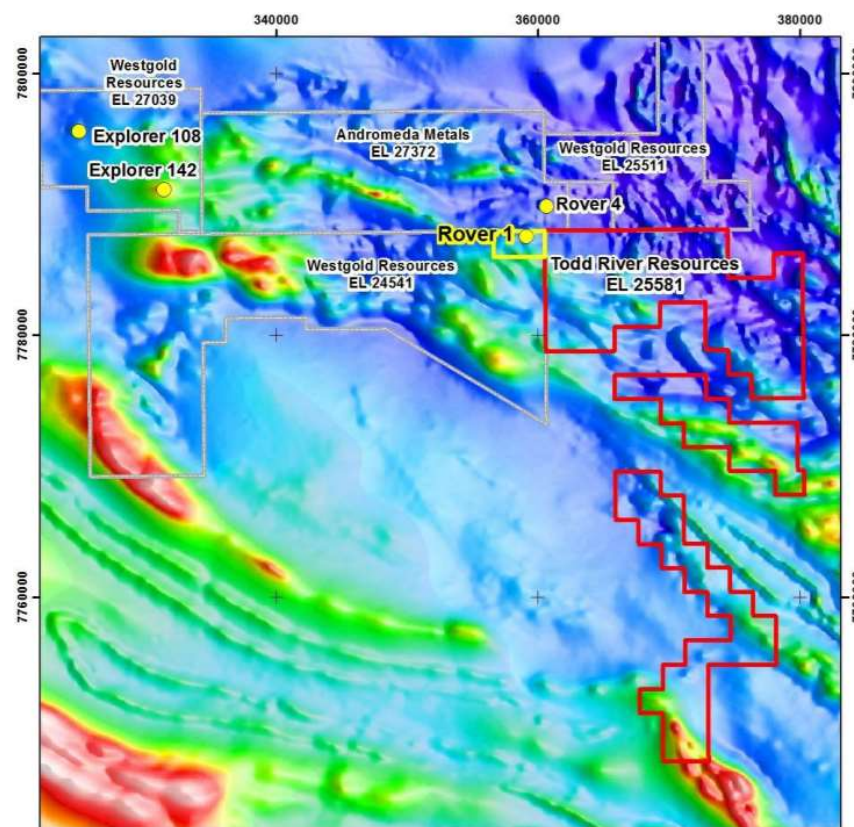 340000
360000
380000
7800000
Westgold
Resources
EL 27039
Explorer 108
Andromeda Metals
EL 27372
Westgold Resources
EL 25511
Explorer 142
Rover 4
Rover 1
Westgold Resources
EL 24541
Todd River Resources
EL 25581
7780000
7760000